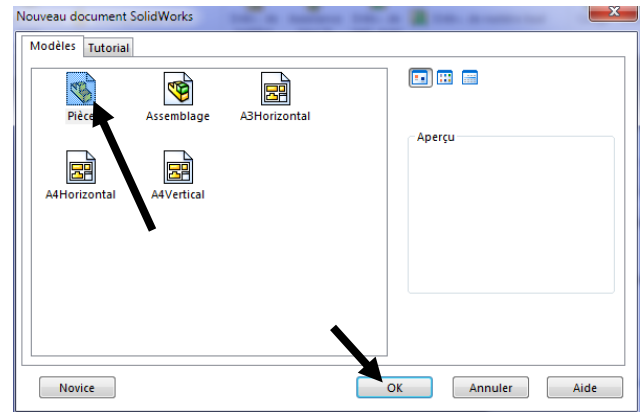 Nouveau document SolidWorks
Modèles Tutorial
Pièce Assemblage A3Horizontal
A4Horizontal A4Vertical
Aperçu
Novice OK Annuler Aide